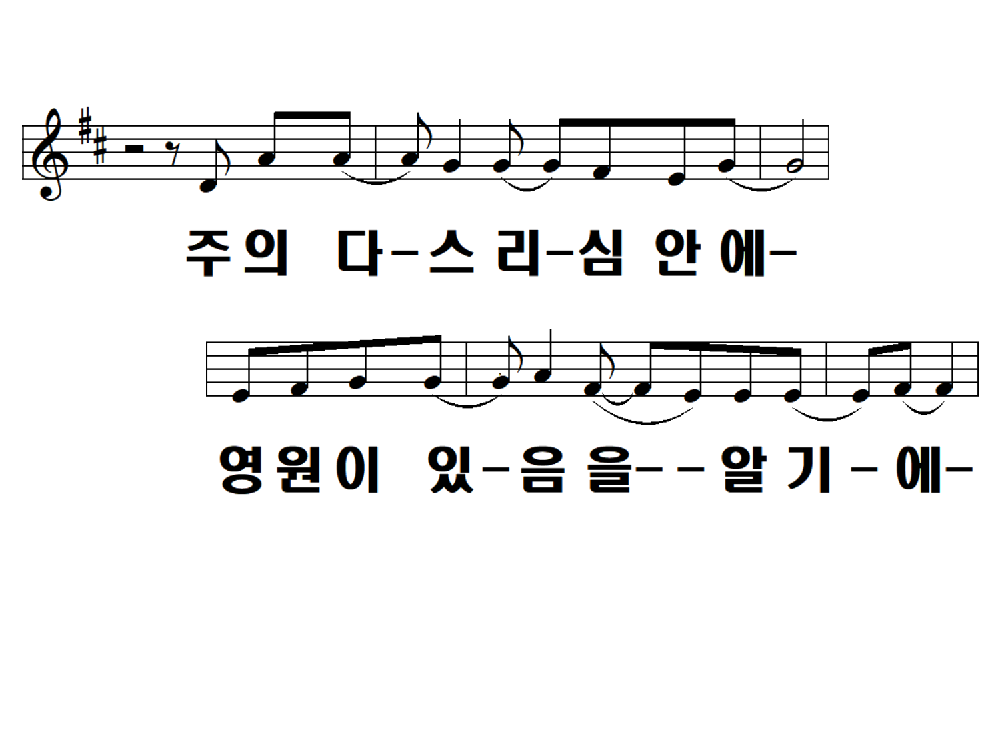 주의 다-스 리-심 안에-
영원이 있-음 을- - 알기 - 에-